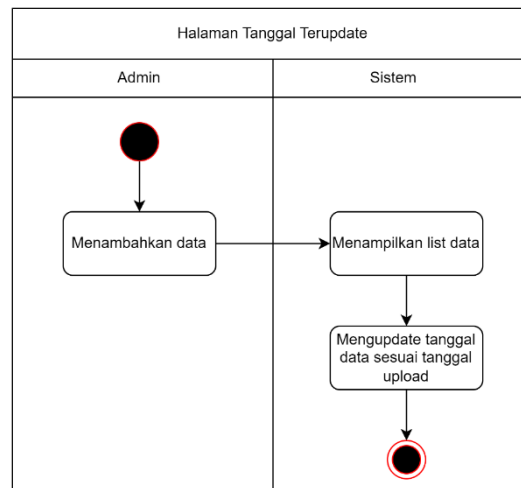 Halaman Tanggal Terupdate
Admin
Sistem
Menambahkan data
Menampilkan list data
Mengupdate tanggal
data sesuai tanggal
upload